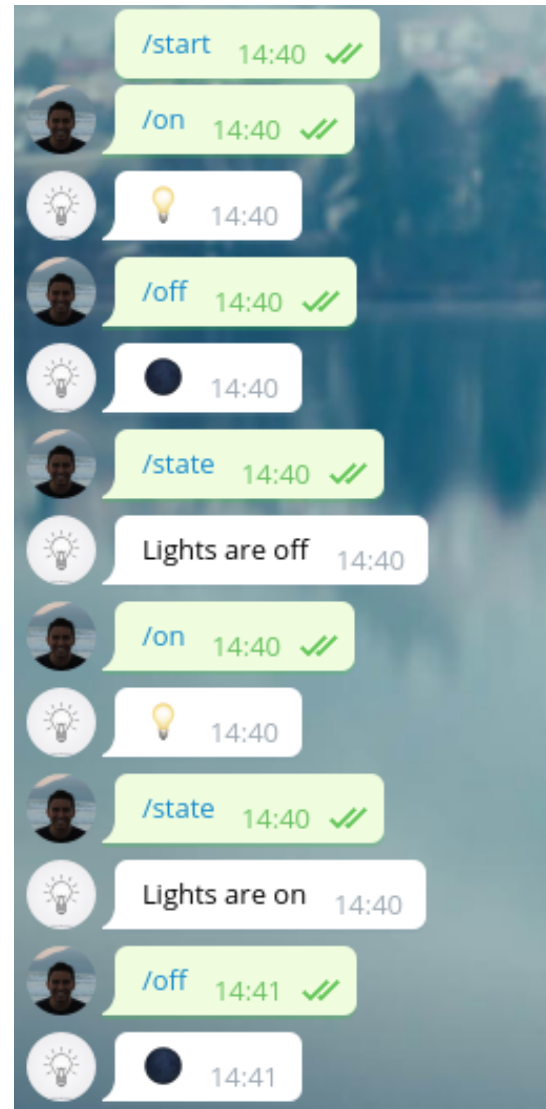 /start 14:40
/on 14:40
💡 14:40
/off 14:40
🌑 14:40
/state 14:40
Lights are off 14:40
/on 14:40
💡 14:40
/state 14:40
Lights are on 14:40
/off 14:41
🌑 14:41